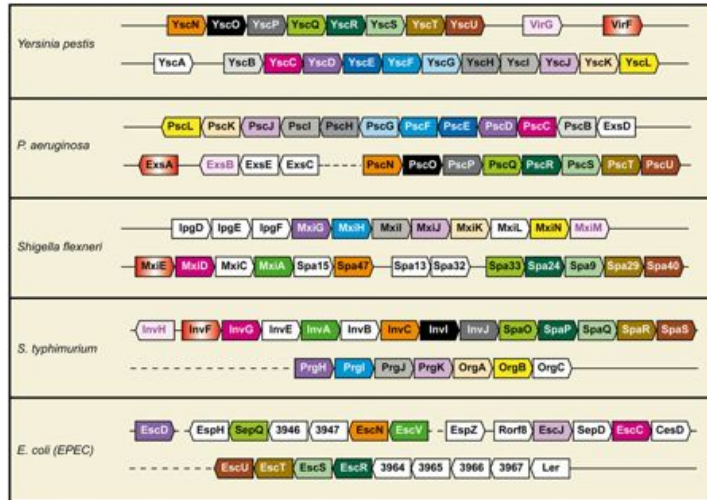 Yersinia pestis
YscN YscO YscP YscQ YscR YscS YscT YscU VirG VirF
YscA YscB YscC YscD YscE YscF YscG YscH YscI YscJ YscK YscL
P. aeruginosa
PscL PscK PscJ PscI PscH PscG PscF PscE PscD PscC PscB ExsD
ExsA ExsB ExsE ExsC PscN PscO PscP PscQ PscR PscS PscT PscU
Shigella flexneri
IpgD IpgE IpgF MxiG MxiH MxiI MxiJ MxiK MxiL MxiN MxiM
MxiE MxiD MxiC MxiA Spa15 Spa47 Spa13 Spa32 Spa33 Spa24 Spa9 Spa29 Spa40
S. typhimurium
InvH InvF InvG InvE InvA InvB InvC InvI InvJ SpaO SpaP SpaQ SpaR SpaS
PrgH PrgI PrgJ PrgK OrgA OrgB OrgC
E. coli (EPEC)
EscD EspH SepQ 3946 3947 EscN EscV EspZ Rorf8 EscJ SepD EscC CesD
EscU EscT EscS EscR 3964 3965 3966 3967 Ler